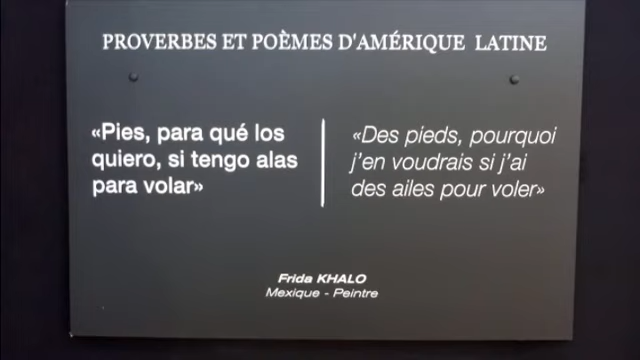 PROVERBES ET POÈMES D'AMÉRIQUE LATINE
«Pies, para qué los
quiero, si tengo alas
para volar»
«Des pieds, pourquoi
j'en voudrais si j'ai
des ailes pour voler»
Frida KHALO
Mexique - Peintre